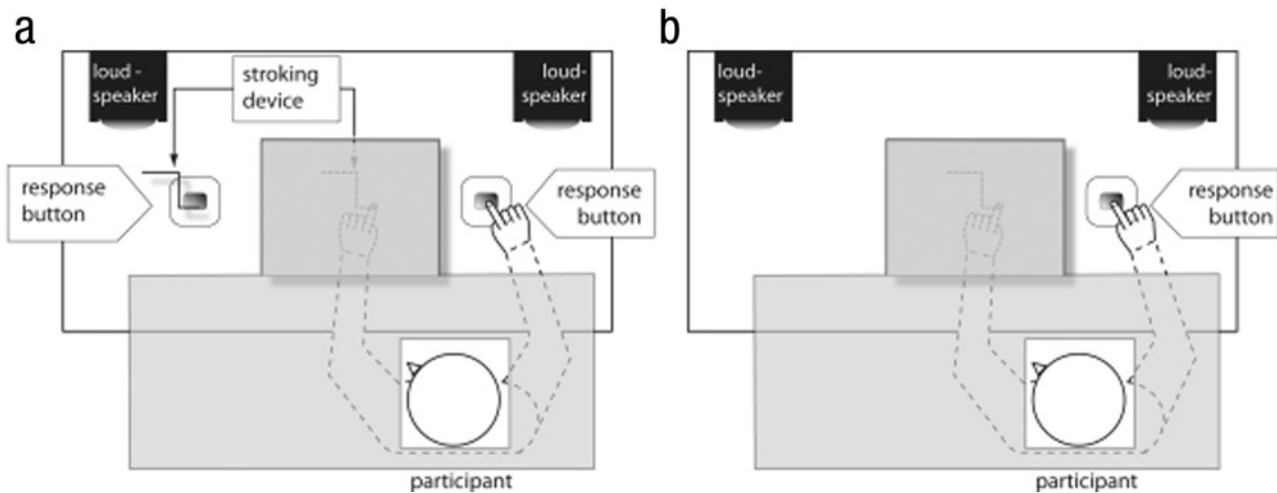 a
loud -
speaker
stroking
device
loud-
speaker
response
button
response
button
participant
b
loud-
speaker
loud-
speaker
response
button
participant